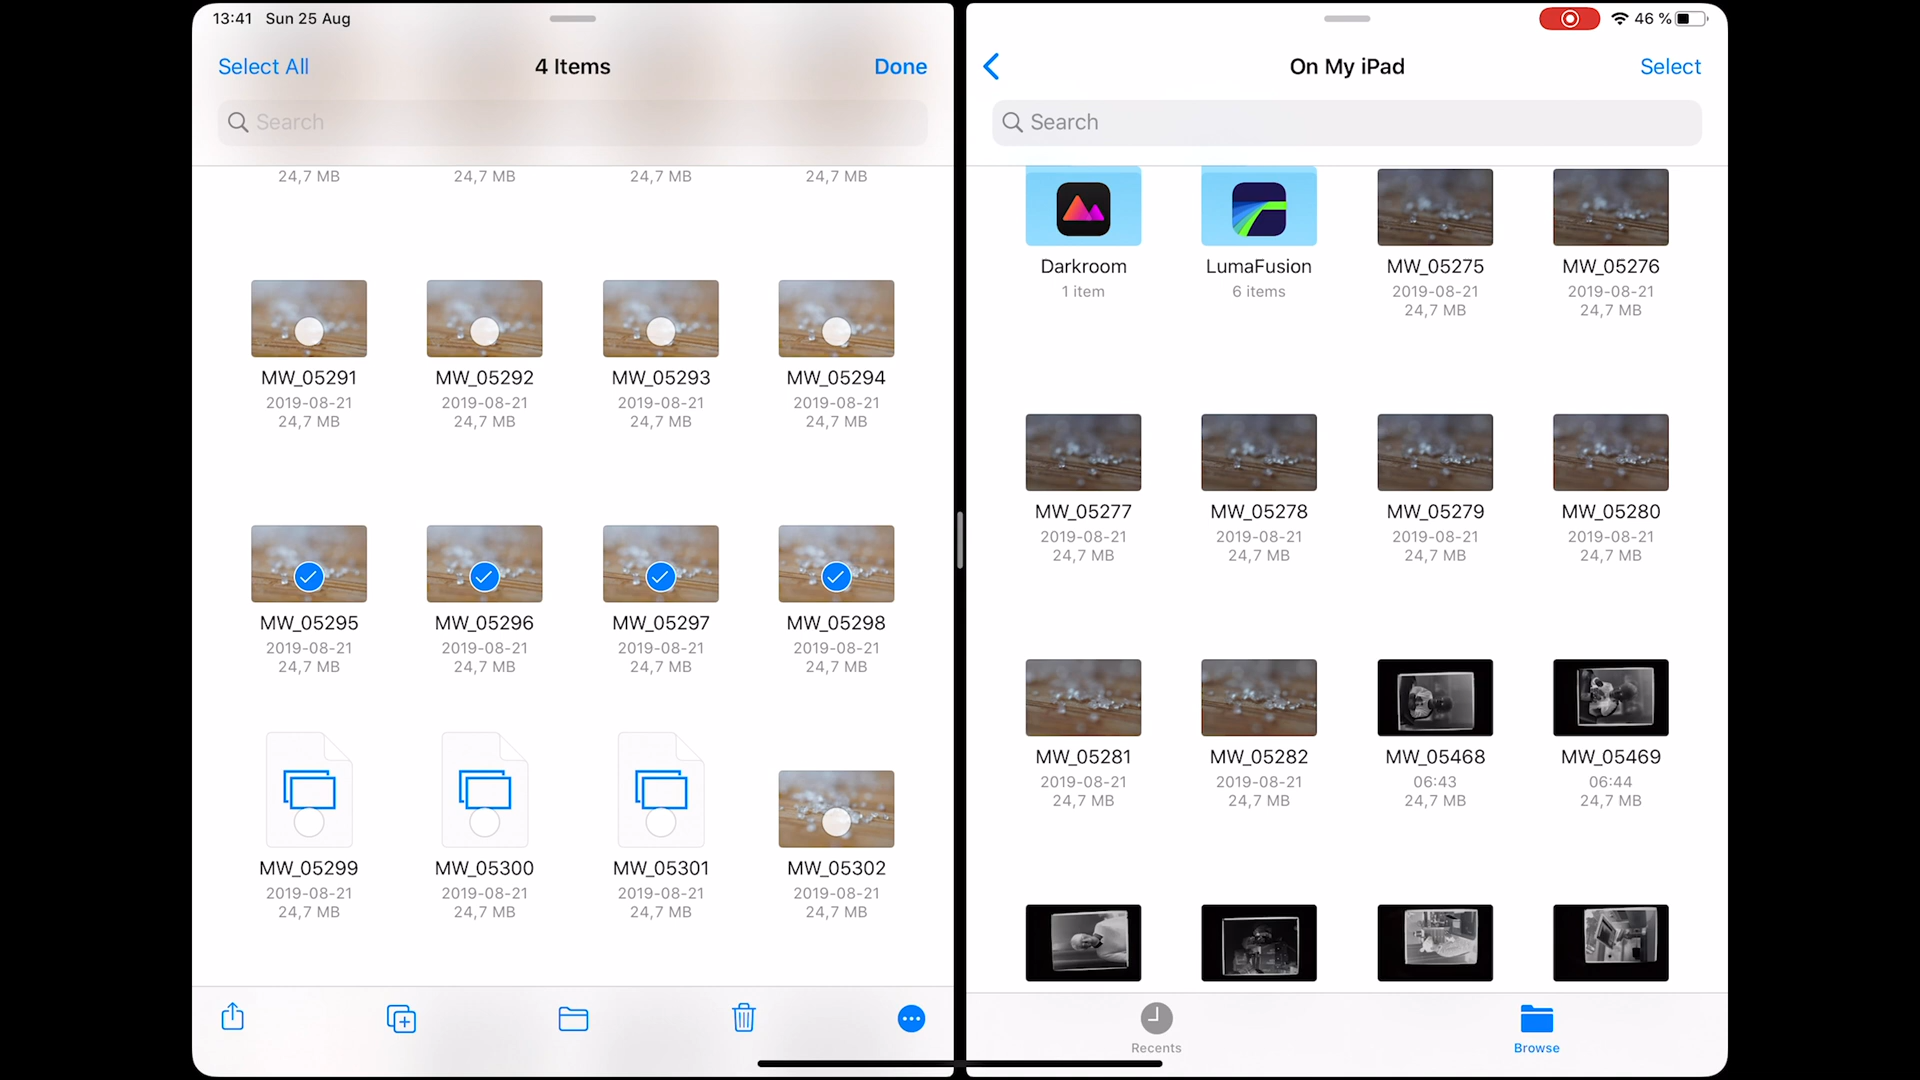 13:41 Sun 25 Aug
Select All 4 Items Done
Search
24,7 MB 24,7 MB 24,7 MB 24,7 MB
MW_05291 MW_05292 MW_05293 MW_05294
2019-08-21 2019-08-21 2019-08-21 2019-08-21
24,7 MB 24,7 MB 24,7 MB 24,7 MB
MW_05295 MW_05296 MW_05297 MW_05298
2019-08-21 2019-08-21 2019-08-21 2019-08-21
24,7 MB 24,7 MB 24,7 MB 24,7 MB
MW_05299 MW_05300 MW_05301 MW_05302
2019-08-21 2019-08-21 2019-08-21 2019-08-21
24,7 MB 24,7 MB 24,7 MB 24,7 MB
46 %
On My iPad Select
Search
Darkroom LumaFusion MW_05275 MW_05276
1 item 6 items 2019-08-21 2019-08-21
24,7 MB 24,7 MB
MW_05277 MW_05278 MW_05279 MW_05280
2019-08-21 2019-08-21 2019-08-21 2019-08-21
24,7 MB 24,7 MB 24,7 MB 24,7 MB
MW_05281 MW_05282 MW_05468 MW_05469
2019-08-21 2019-08-21 06:43 06:44
24,7 MB 24,7 MB 24,7 MB 24,7 MB
Recents Browse